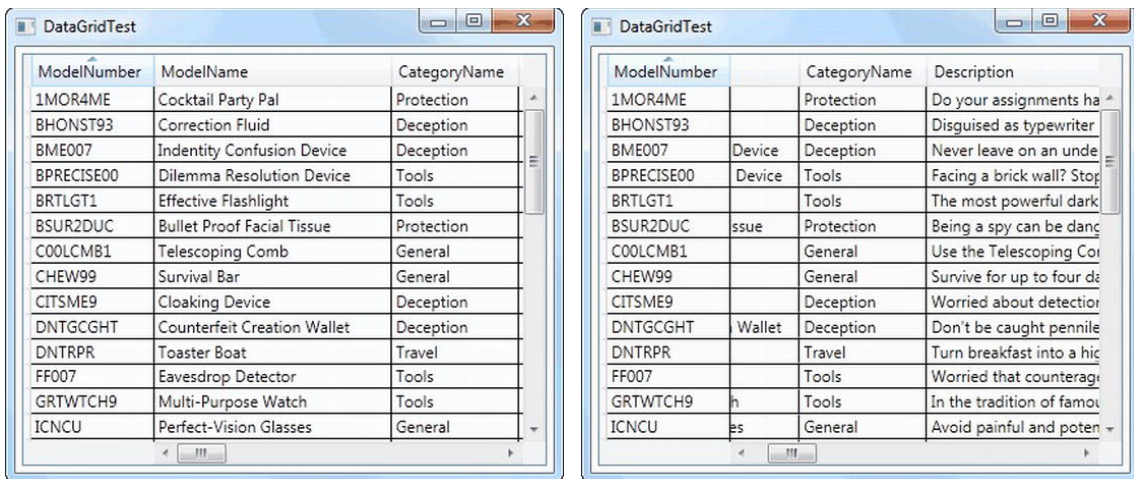 DataGridTest
ModelNumber ModelName CategoryName
1MOR4ME Cocktail Party Pal Protection
BHONST93 Correction Fluid Deception
BME007 Indentity Confusion Device Deception
BPRECISE00 Dilemma Resolution Device Tools
BRTLGT1 Effective Flashlight Tools
BSUR2DUC Bullet Proof Facial Tissue Protection
C00LCMB1 Telescoping Comb General
CHEW99 Survival Bar General
CITSME9 Cloaking Device Deception
DNTGCGHT Counterfeit Creation Wallet Deception
DNTRPR Toaster Boat Travel
FF007 Eavesdrop Detector Tools
GRTWTCH9 Multi-Purpose Watch Tools
ICNCU Perfect-Vision Glasses General
DataGridTest
ModelNumber CategoryName Description
1MOR4ME Protection Do your assignments ha
BHONST93 Deception Disguised as typewriter
BME007 Device Deception Never leave on an unde
BPRECISE00 Device Tools Facing a brick wall? Stop
BRTLGT1 Tools The most powerful dark
BSUR2DUC ssue Protection Being a spy can be dang
C00LCMB1 General Use the Telescoping Co
CHEW99 General Survive for up to four da
CITSME9 Deception Worried about detection
DNTGCGHT Wallet Deception Don't be caught pennile
DNTRPR Travel Turn breakfast into a hig
FF007 Tools Worried that counterag
GRTWTCH9 h Tools In the tradition of famou
ICNCU es General Avoid painful and poten